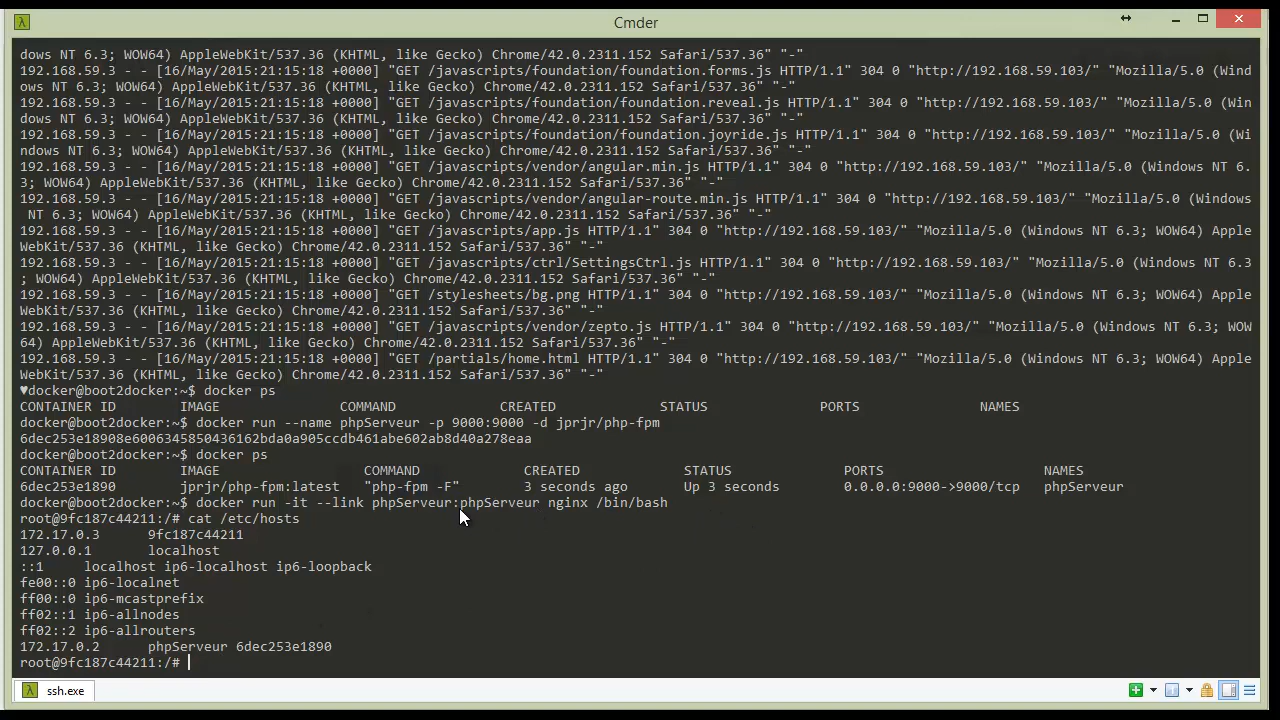 Cmder
dows NT 6.3; WOW64) AppleWebKit/537.36 (KHTML, like Gecko) Chrome/42.0.2311.152 Safari/537.36" "-"
192.168.59.3 - - [16/May/2015:21:15:18 +0000] "GET /javascripts/foundation/foundation.forms.js HTTP/1.1" 304 0 "http://192.168.59.103/" "Mozilla/5.0 (Wind
ows NT 6.3; WOW64) AppleWebKit/537.36 (KHTML, like Gecko) Chrome/42.0.2311.152 Safari/537.36" "-"
192.168.59.3 - - [16/May/2015:21:15:18 +0000] "GET /javascripts/foundation/foundation.reveal.js HTTP/1.1" 304 0 "http://192.168.59.103/" "Mozilla/5.0 (Win
dows NT 6.3; WOW64) AppleWebKit/537.36 (KHTML, like Gecko) Chrome/42.0.2311.152 Safari/537.36" "-"
192.168.59.3 - - [16/May/2015:21:15:18 +0000] "GET /javascripts/foundation/foundation.joyride.js HTTP/1.1" 304 0 "http://192.168.59.103/" "Mozilla/5.0 (Wi
ndows NT 6.3; WOW64) AppleWebKit/537.36 (KHTML, like Gecko) Chrome/42.0.2311.152 Safari/537.36" "-"
192.168.59.3 - - [16/May/2015:21:15:18 +0000] "GET /javascripts/vendor/angular.min.js HTTP/1.1" 304 0 "http://192.168.59.103/" "Mozilla/5.0 (Windows NT 6.
3; WOW64) AppleWebKit/537.36 (KHTML, like Gecko) Chrome/42.0.2311.152 Safari/537.36" "-"
192.168.59.3 - - [16/May/2015:21:15:18 +0000] "GET /javascripts/vendor/angular-route.min.js HTTP/1.1" 304 0 "http://192.168.59.103/" "Mozilla/5.0 (Windows
 NT 6.3; WOW64) AppleWebKit/537.36 (KHTML, like Gecko) Chrome/42.0.2311.152 Safari/537.36" "-"
192.168.59.3 - - [16/May/2015:21:15:18 +0000] "GET /javascripts/app.js HTTP/1.1" 304 0 "http://192.168.59.103/" "Mozilla/5.0 (Windows NT 6.3; WOW64) Apple
WebKit/537.36 (KHTML, like Gecko) Chrome/42.0.2311.152 Safari/537.36" "-"
192.168.59.3 - - [16/May/2015:21:15:18 +0000] "GET /javascripts/ctrl/SettingsCtrl.js HTTP/1.1" 304 0 "http://192.168.59.103/" "Mozilla/5.0 (Windows NT 6.3
; WOW64) AppleWebKit/537.36 (KHTML, like Gecko) Chrome/42.0.2311.152 Safari/537.36" "-"
192.168.59.3 - - [16/May/2015:21:15:18 +0000] "GET /stylesheets/bg.png HTTP/1.1" 304 0 "http://192.168.59.103/" "Mozilla/5.0 (Windows NT 6.3; WOW64) Apple
WebKit/537.36 (KHTML, like Gecko) Chrome/42.0.2311.152 Safari/537.36" "-"
192.168.59.3 - - [16/May/2015:21:15:18 +0000] "GET /javascripts/vendor/zepto.js HTTP/1.1" 304 0 "http://192.168.59.103/" "Mozilla/5.0 (Windows NT 6.3; WOW
64) AppleWebKit/537.36 (KHTML, like Gecko) Chrome/42.0.2311.152 Safari/537.36" "-"
192.168.59.3 - - [16/May/2015:21:15:18 +0000] "GET /partials/home.html HTTP/1.1" 304 0 "http://192.168.59.103/" "Mozilla/5.0 (Windows NT 6.3; WOW64) Apple
WebKit/537.36 (KHTML, like Gecko) Chrome/42.0.2311.152 Safari/537.36" "-"
♥docker@boot2docker:~$ docker ps
CONTAINER ID        IMAGE               COMMAND             CREATED             STATUS              PORTS               NAMES
docker@boot2docker:~$ docker run --name phpServeur -p 9000:9000 -d jprjr/php-fpm
6dec253e18908e6006345850436162bda0a905ccdb461abe602ab8d40a278eaa
docker@boot2docker:~$ docker ps
CONTAINER ID        IMAGE                  COMMAND             CREATED             STATUS              PORTS                    NAMES
6dec253e1890        jprjr/php-fpm:latest   "php-fpm -F"        3 seconds ago       Up 3 seconds        0.0.0.0:9000->9000/tcp   phpServeur
docker@boot2docker:~$ docker run -it --link phpServeur:phpServeur nginx /bin/bash
root@9fc187c44211:/# cat /etc/hosts
172.17.0.3      9fc187c44211
127.0.0.1       localhost
::1     localhost ip6-localhost ip6-loopback
fe00::0 ip6-localnet
ff00::0 ip6-mcastprefix
ff02::1 ip6-allnodes
ff02::2 ip6-allrouters
172.17.0.2      phpServeur 6dec253e1890
root@9fc187c44211:/#
ssh.exe